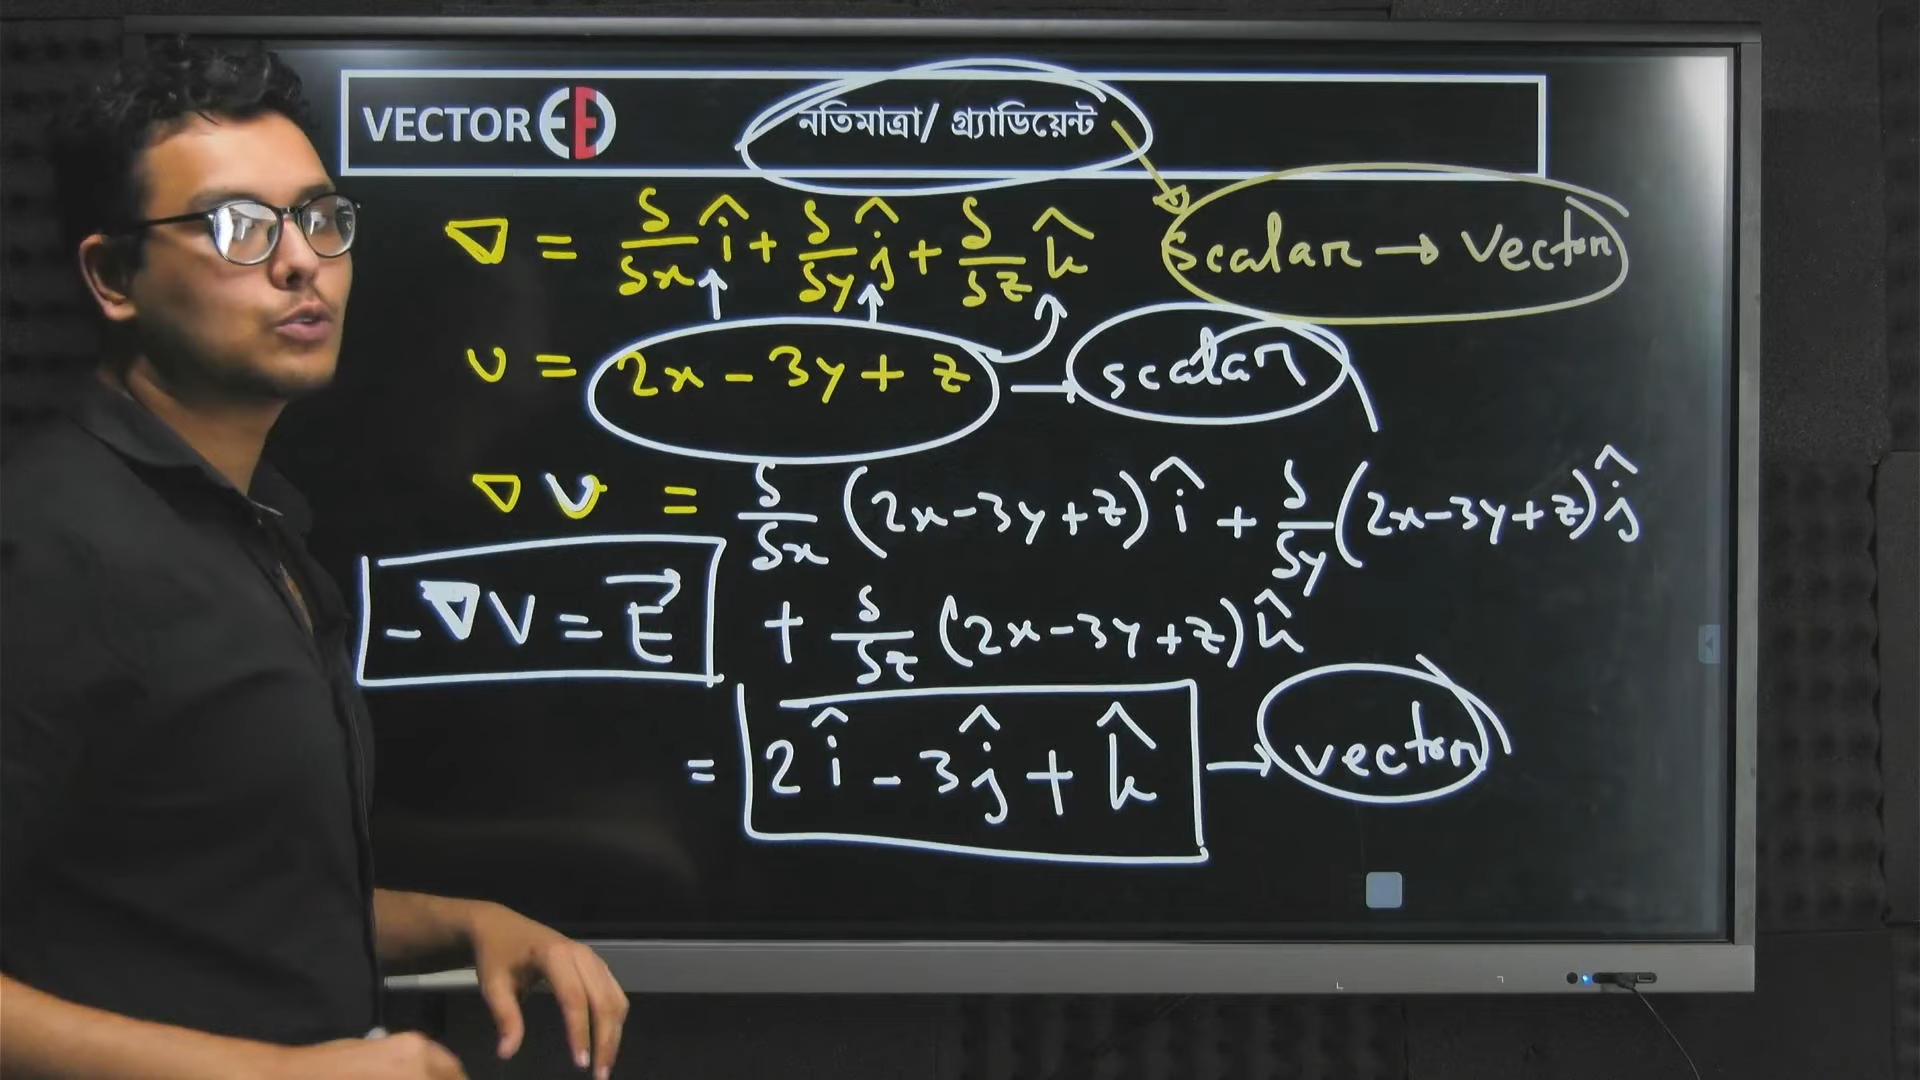 VECTOR EE নতিমাত্রা/ গ্র্যাডিয়েন্ট
∇ = δ/δx î + δ/δy ĵ + δ/δz k̂ scalar → vector
v = 2x - 3y + z → scalar
∇v = δ/δx (2x-3y+z) î + δ/δy (2x-3y+z) ĵ
-∇V = E⃗ + δ/δz (2x-3y+z) k̂
= 2î - 3ĵ + k̂ → vector